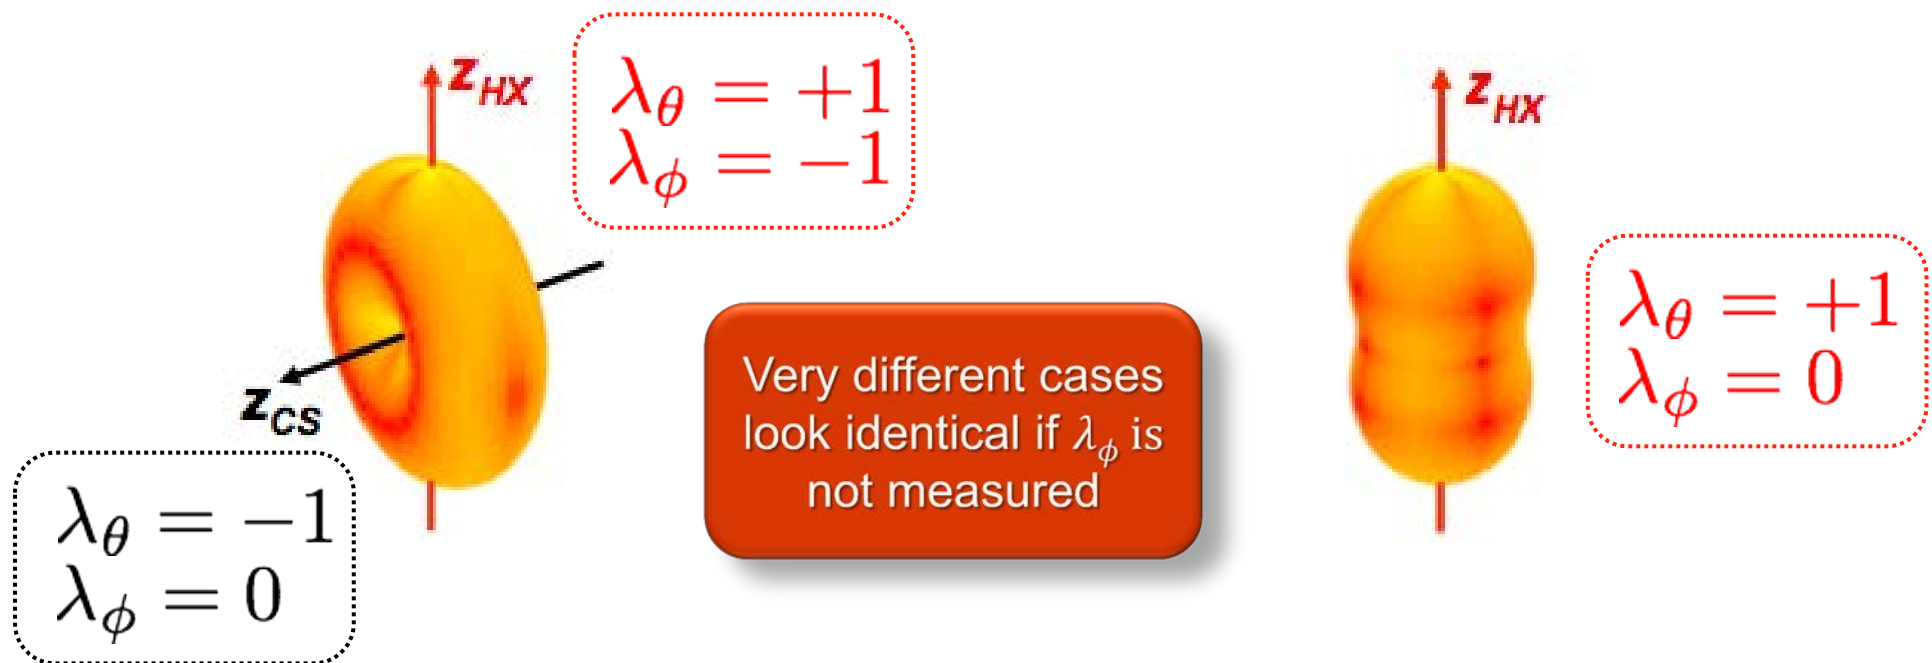 z_HX
λ_θ = +1
λ_ϕ = −1
z_CS
λ_θ = −1
λ_ϕ = 0
Very different cases
look identical if λ_ϕ is
not measured
z_HX
λ_θ = +1
λ_ϕ = 0